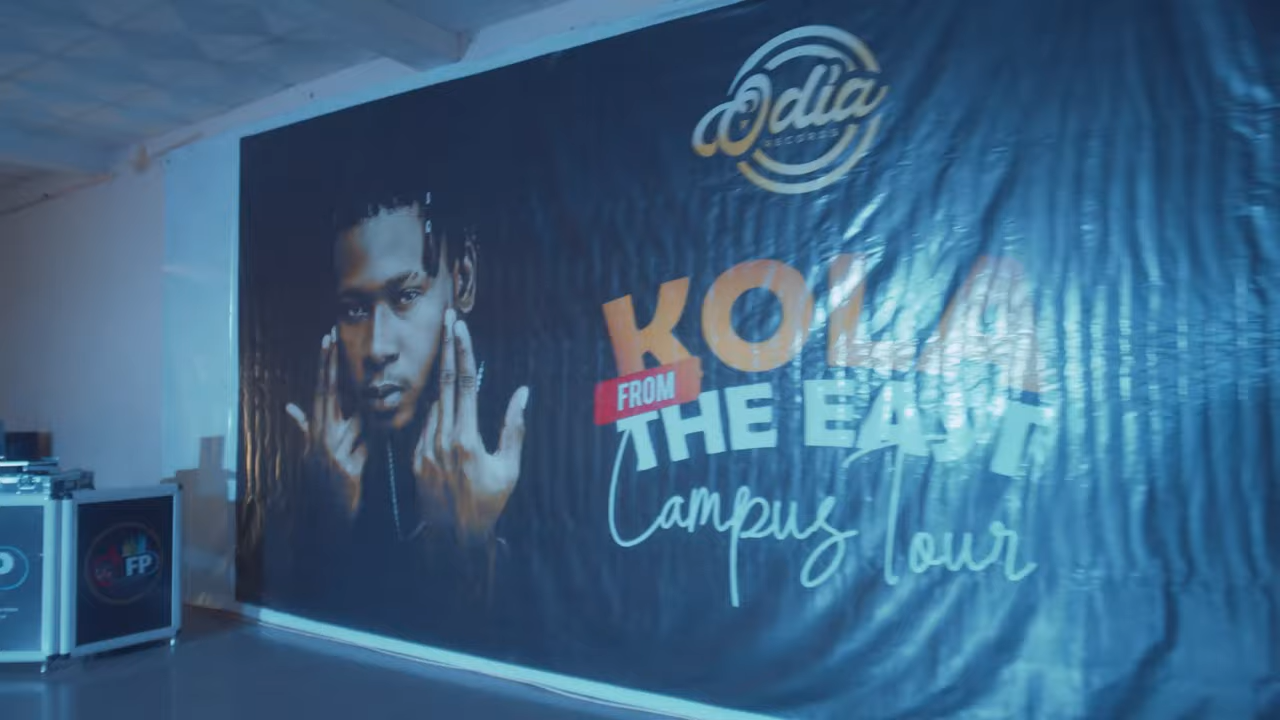 Odia
RECORDS
KOLA
FROM
THE EAST
Campus Tour
P
FP